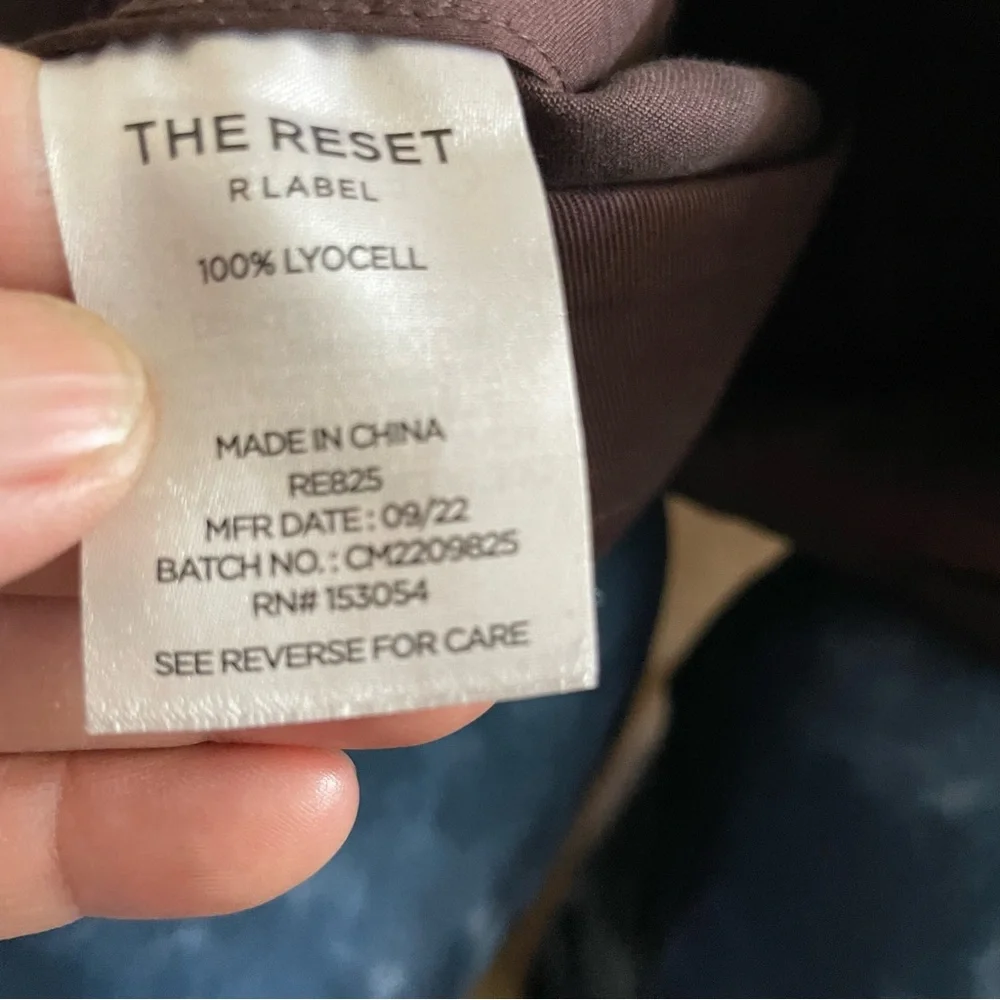 THE RESET
R LABEL
100% LYOCELL
MADE IN CHINA
RE825
MFR DATE: 09/22
BATCH NO.: CM2209825
RN# 153054
SEE REVERSE FOR CARE